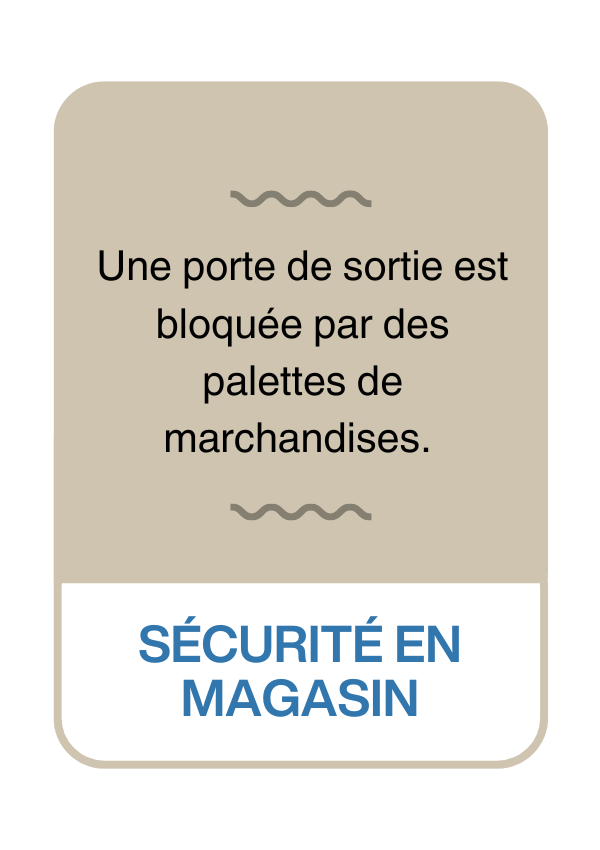 Une porte de sortie est
bloquée par des
palettes de
marchandises.
SÉCURITÉ EN
MAGASIN